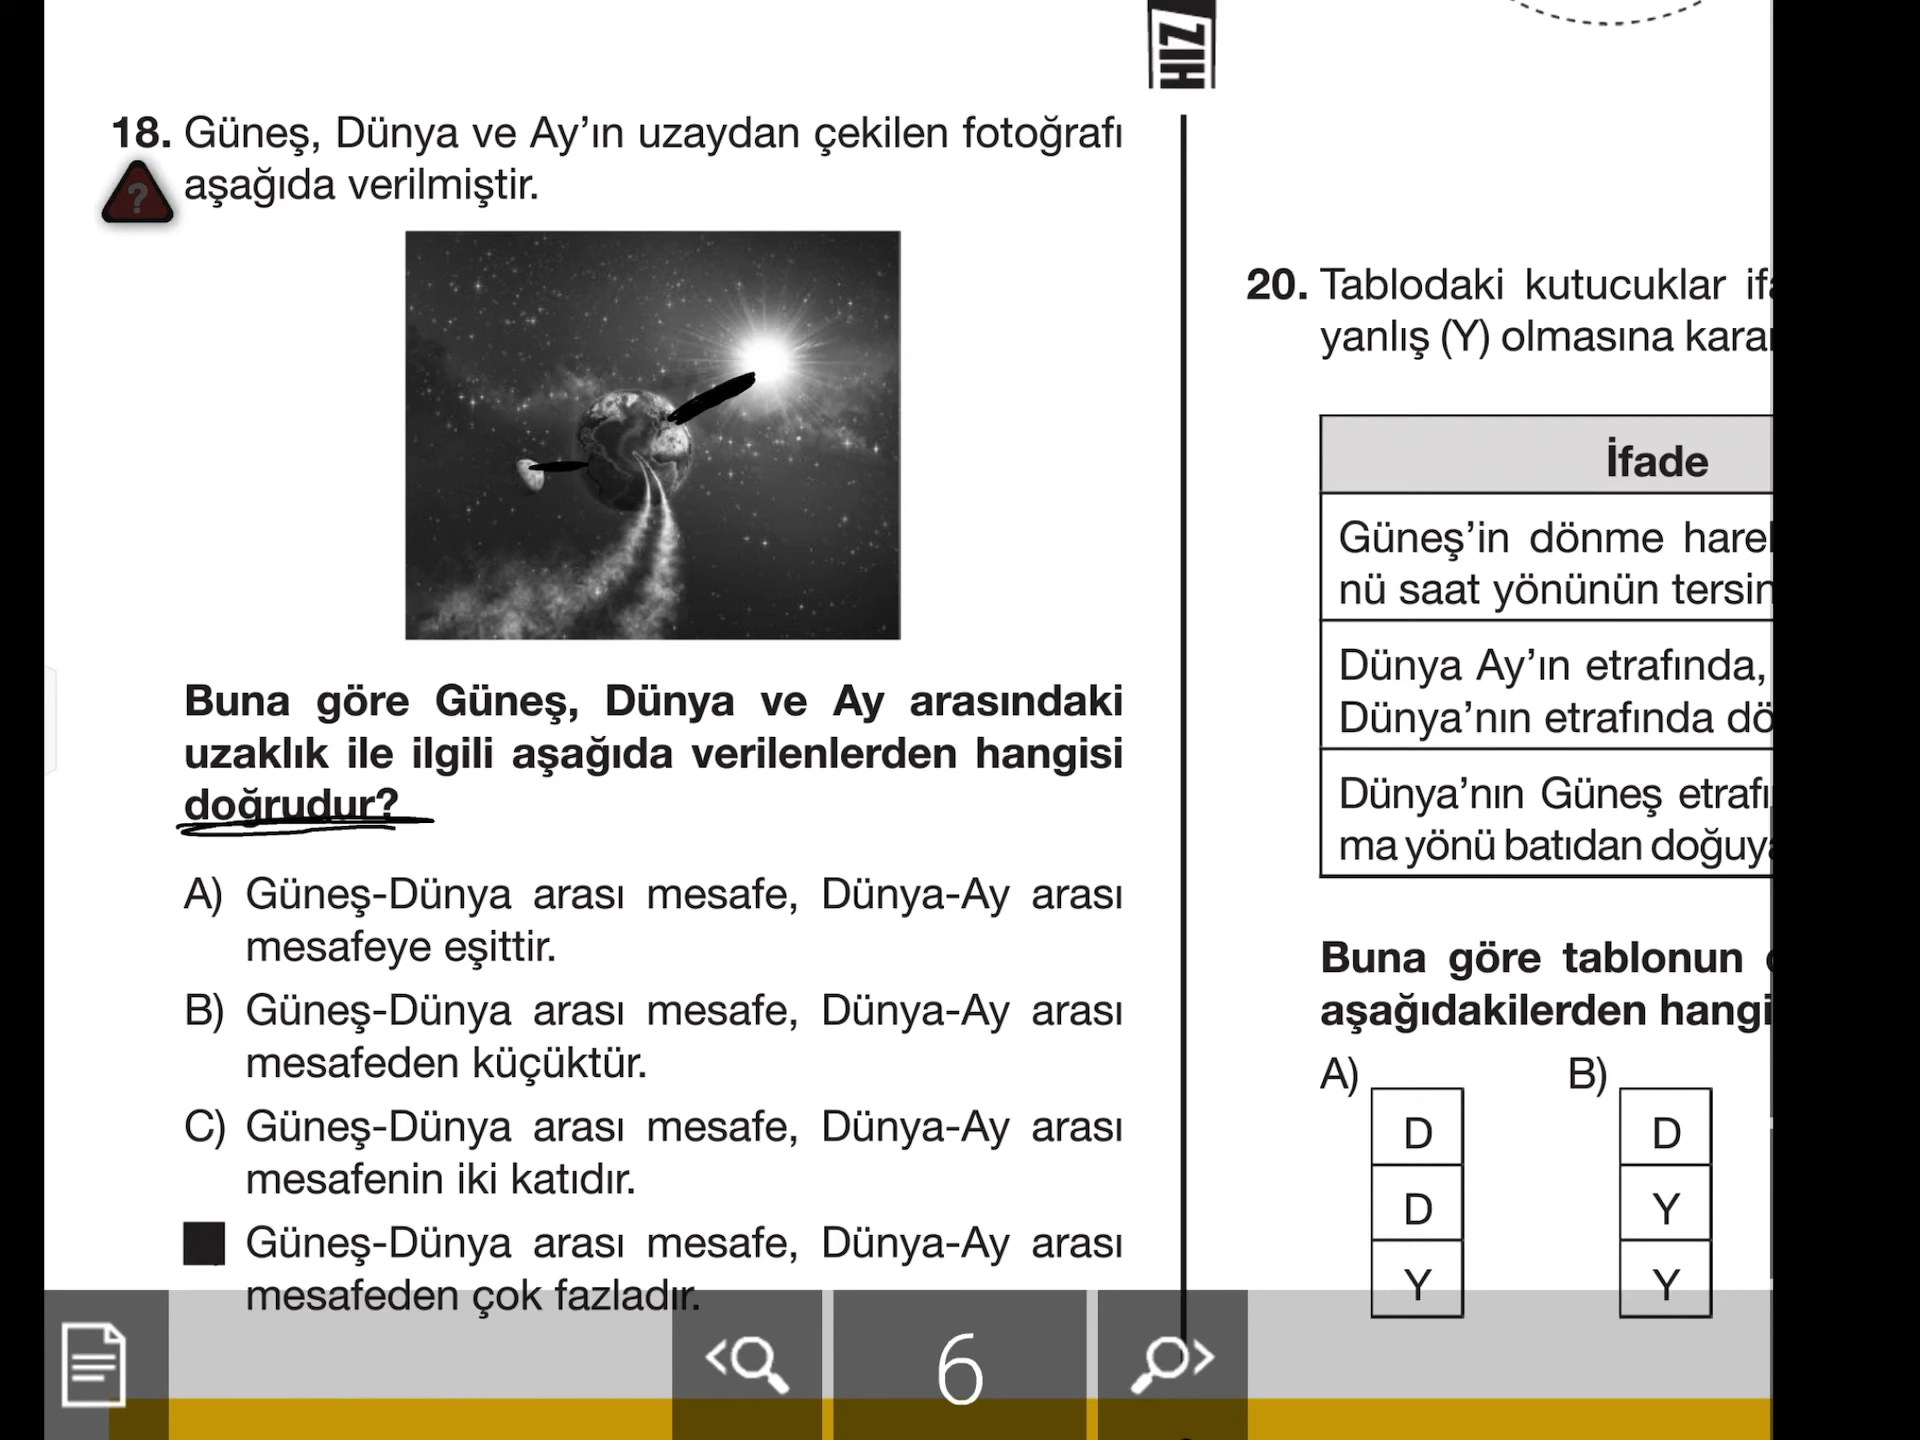 HIZ
18. Güneş, Dünya ve Ay’ın uzaydan çekilen fotoğrafı
?
aşağıda verilmiştir.
Buna göre Güneş, Dünya ve Ay arasındaki
uzaklık ile ilgili aşağıda verilenlerden hangisi
doğrudur?
A) Güneş-Dünya arası mesafe, Dünya-Ay arası
mesafeye eşittir.
B) Güneş-Dünya arası mesafe, Dünya-Ay arası
mesafeden küçüktür.
C) Güneş-Dünya arası mesafe, Dünya-Ay arası
mesafenin iki katıdır.
Güneş-Dünya arası mesafe, Dünya-Ay arası
mesafeden çok fazladır.
20. Tablodaki kutucuklar
yanlış (Y) olmasına
İfade
Güneş’in dönme
nü saat yönünün
Dünya Ay’ın etrafında,
Dünya’nın etrafında
Dünya’nın Güneş
ma yönü batıdan
Buna göre tablonun
aşağıdakilerden
A) B)
D D
D Y
Y Y
6